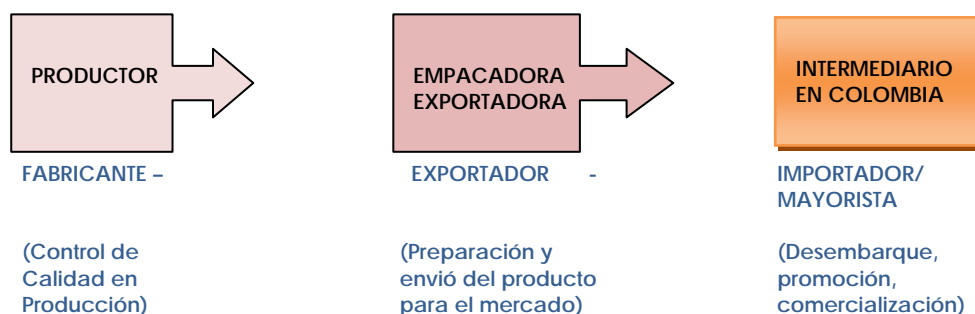 PRODUCTOR
EMPACADORA
EXPORTADORA
INTERMEDIARIO
EN COLOMBIA
FABRICANTE –
EXPORTADOR -
IMPORTADOR/
MAYORISTA
(Control de
Calidad en
Producción)
(Preparación y
envió del producto
para el mercado)
(Desembarque,
promoción,
comercialización)